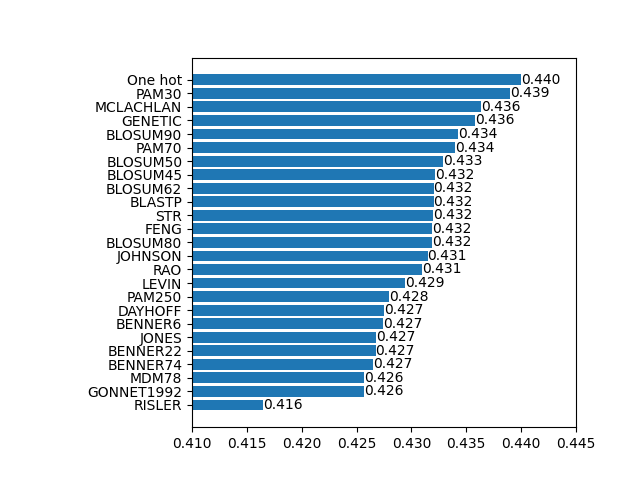 One hot 0.440
PAM30 0.439
MCLACHLAN 0.436
GENETIC 0.436
BLOSUM90 0.434
PAM70 0.434
BLOSUM50 0.433
BLOSUM45 0.432
BLOSUM62 0.432
BLASTP 0.432
STR 0.432
FENG 0.432
BLOSUM80 0.432
JOHNSON 0.431
RAO 0.431
LEVIN 0.429
PAM250 0.428
DAYHOFF 0.427
BENNER6 0.427
JONES 0.427
BENNER22 0.427
BENNER74 0.427
MDM78 0.426
GONNET1992 0.426
RISLER 0.416
0.410 0.415 0.420 0.425 0.430 0.435 0.440 0.445